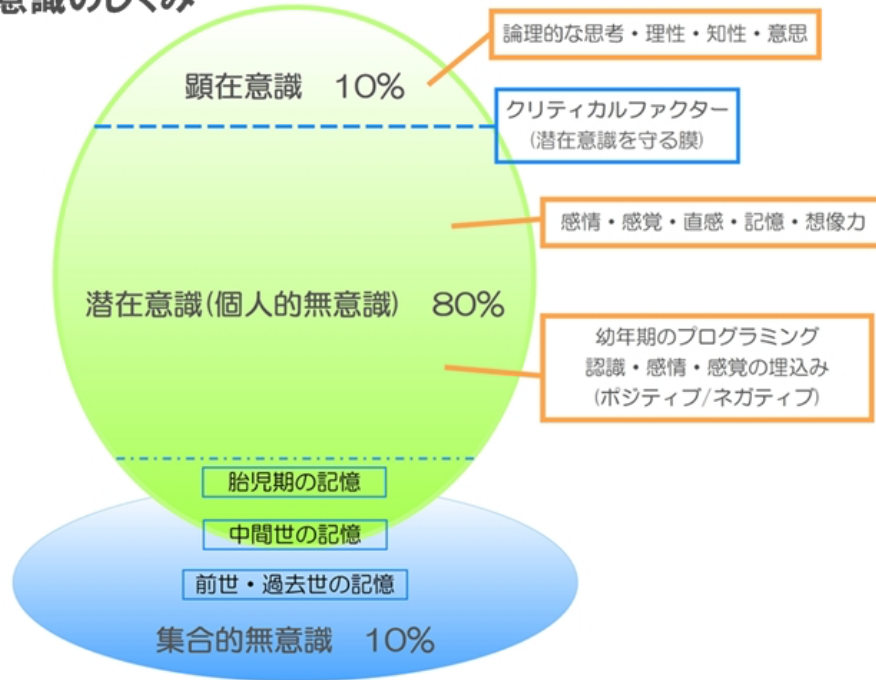 意識のしくみ
論理的な思考・理性・知性・意思
顕在意識 10%
クリティカルファクター
(潜在意識を守る膜)
感情・感覚・直感・記憶・想像力
潜在意識(個人的無意識) 80%
幼年期のプログラミング
認識・感情・感覚の埋込み
(ポジティブ/ネガティブ)
胎児期の記憶
中間世の記憶
前世・過去世の記憶
集合的無意識 10%